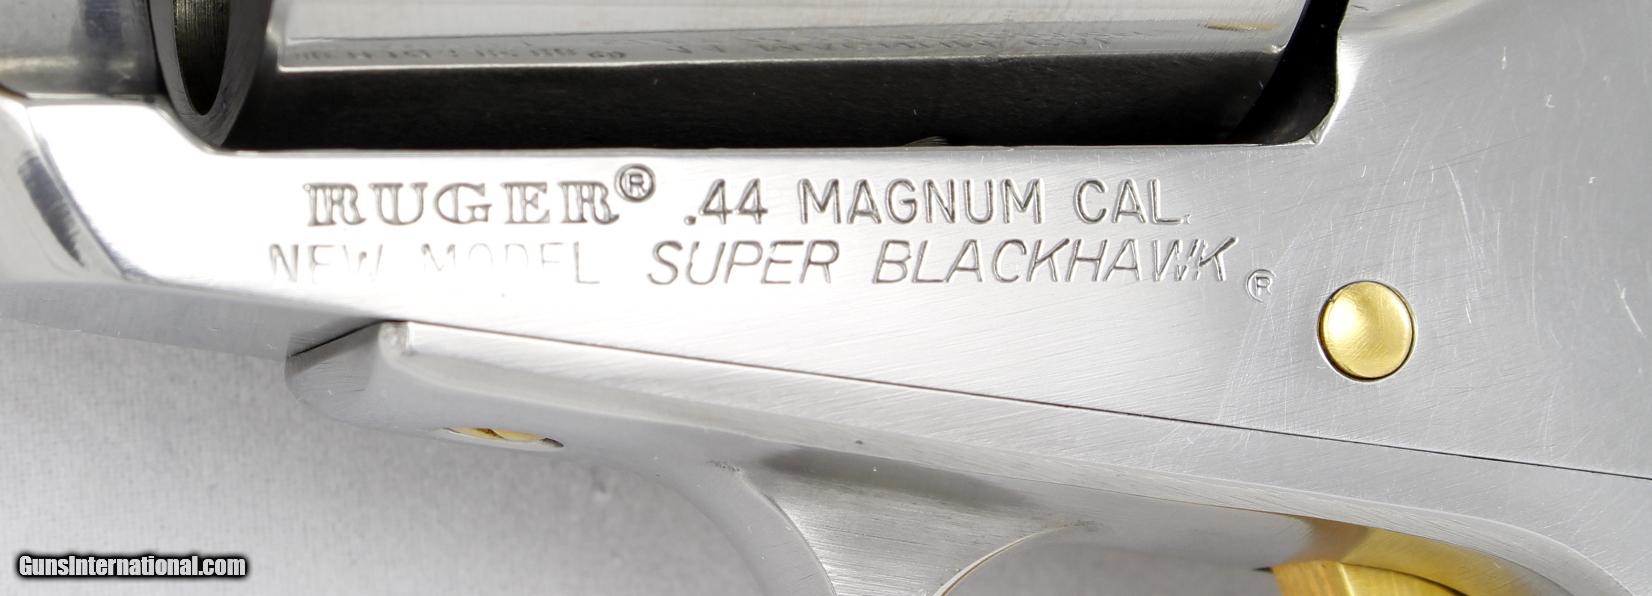 RUGER® .44 MAGNUM CAL.
NEW MODEL SUPER BLACKHAWK®
GunsInternational.com